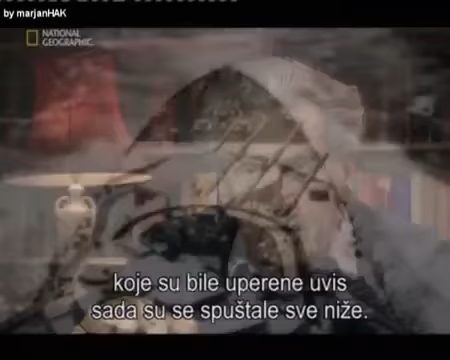 by marjanHAK
NATIONAL
GEOGRAPHIC
koje su bile uperene uvis
sada su se spuštale sve niže.